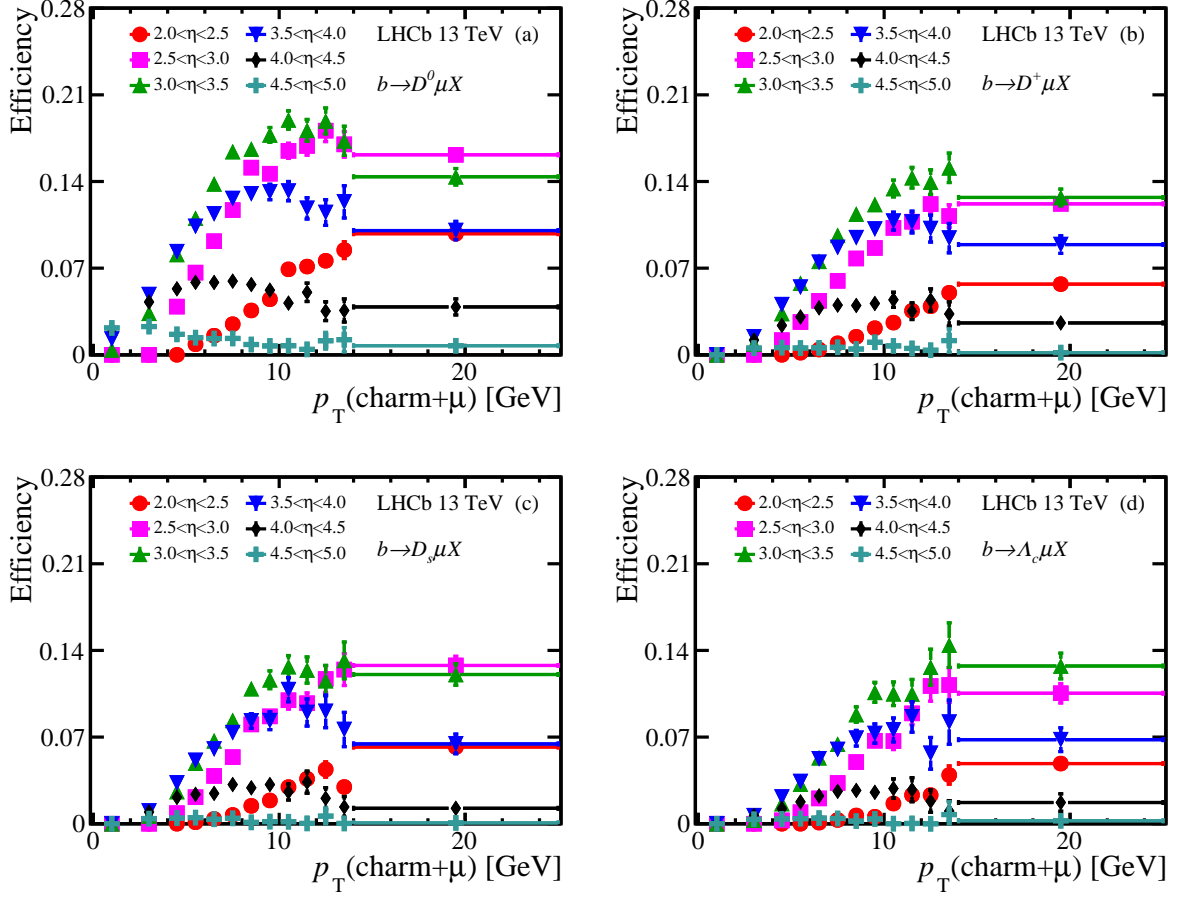 Efficiency
0.28
0.21
0.14
0.07
0
2.0<η<2.5
2.5<η<3.0
3.0<η<3.5
3.5<η<4.0
4.0<η<4.5
4.5<η<5.0
LHCb 13 TeV (a)
b→D⁰μX
0 10 20
p_T(charm+μ) [GeV]
Efficiency
0.28
0.21
0.14
0.07
0
2.0<η<2.5
2.5<η<3.0
3.0<η<3.5
3.5<η<4.0
4.0<η<4.5
4.5<η<5.0
LHCb 13 TeV (b)
b→D⁺μX
0 10 20
p_T(charm+μ) [GeV]
Efficiency
0.28
0.21
0.14
0.07
0
2.0<η<2.5
2.5<η<3.0
3.0<η<3.5
3.5<η<4.0
4.0<η<4.5
4.5<η<5.0
LHCb 13 TeV (c)
b→D_sμX
0 10 20
p_T(charm+μ) [GeV]
Efficiency
0.28
0.21
0.14
0.07
0
2.0<η<2.5
2.5<η<3.0
3.0<η<3.5
3.5<η<4.0
4.0<η<4.5
4.5<η<5.0
LHCb 13 TeV (d)
b→Λ_cμX
0 10 20
p_T(charm+μ) [GeV]